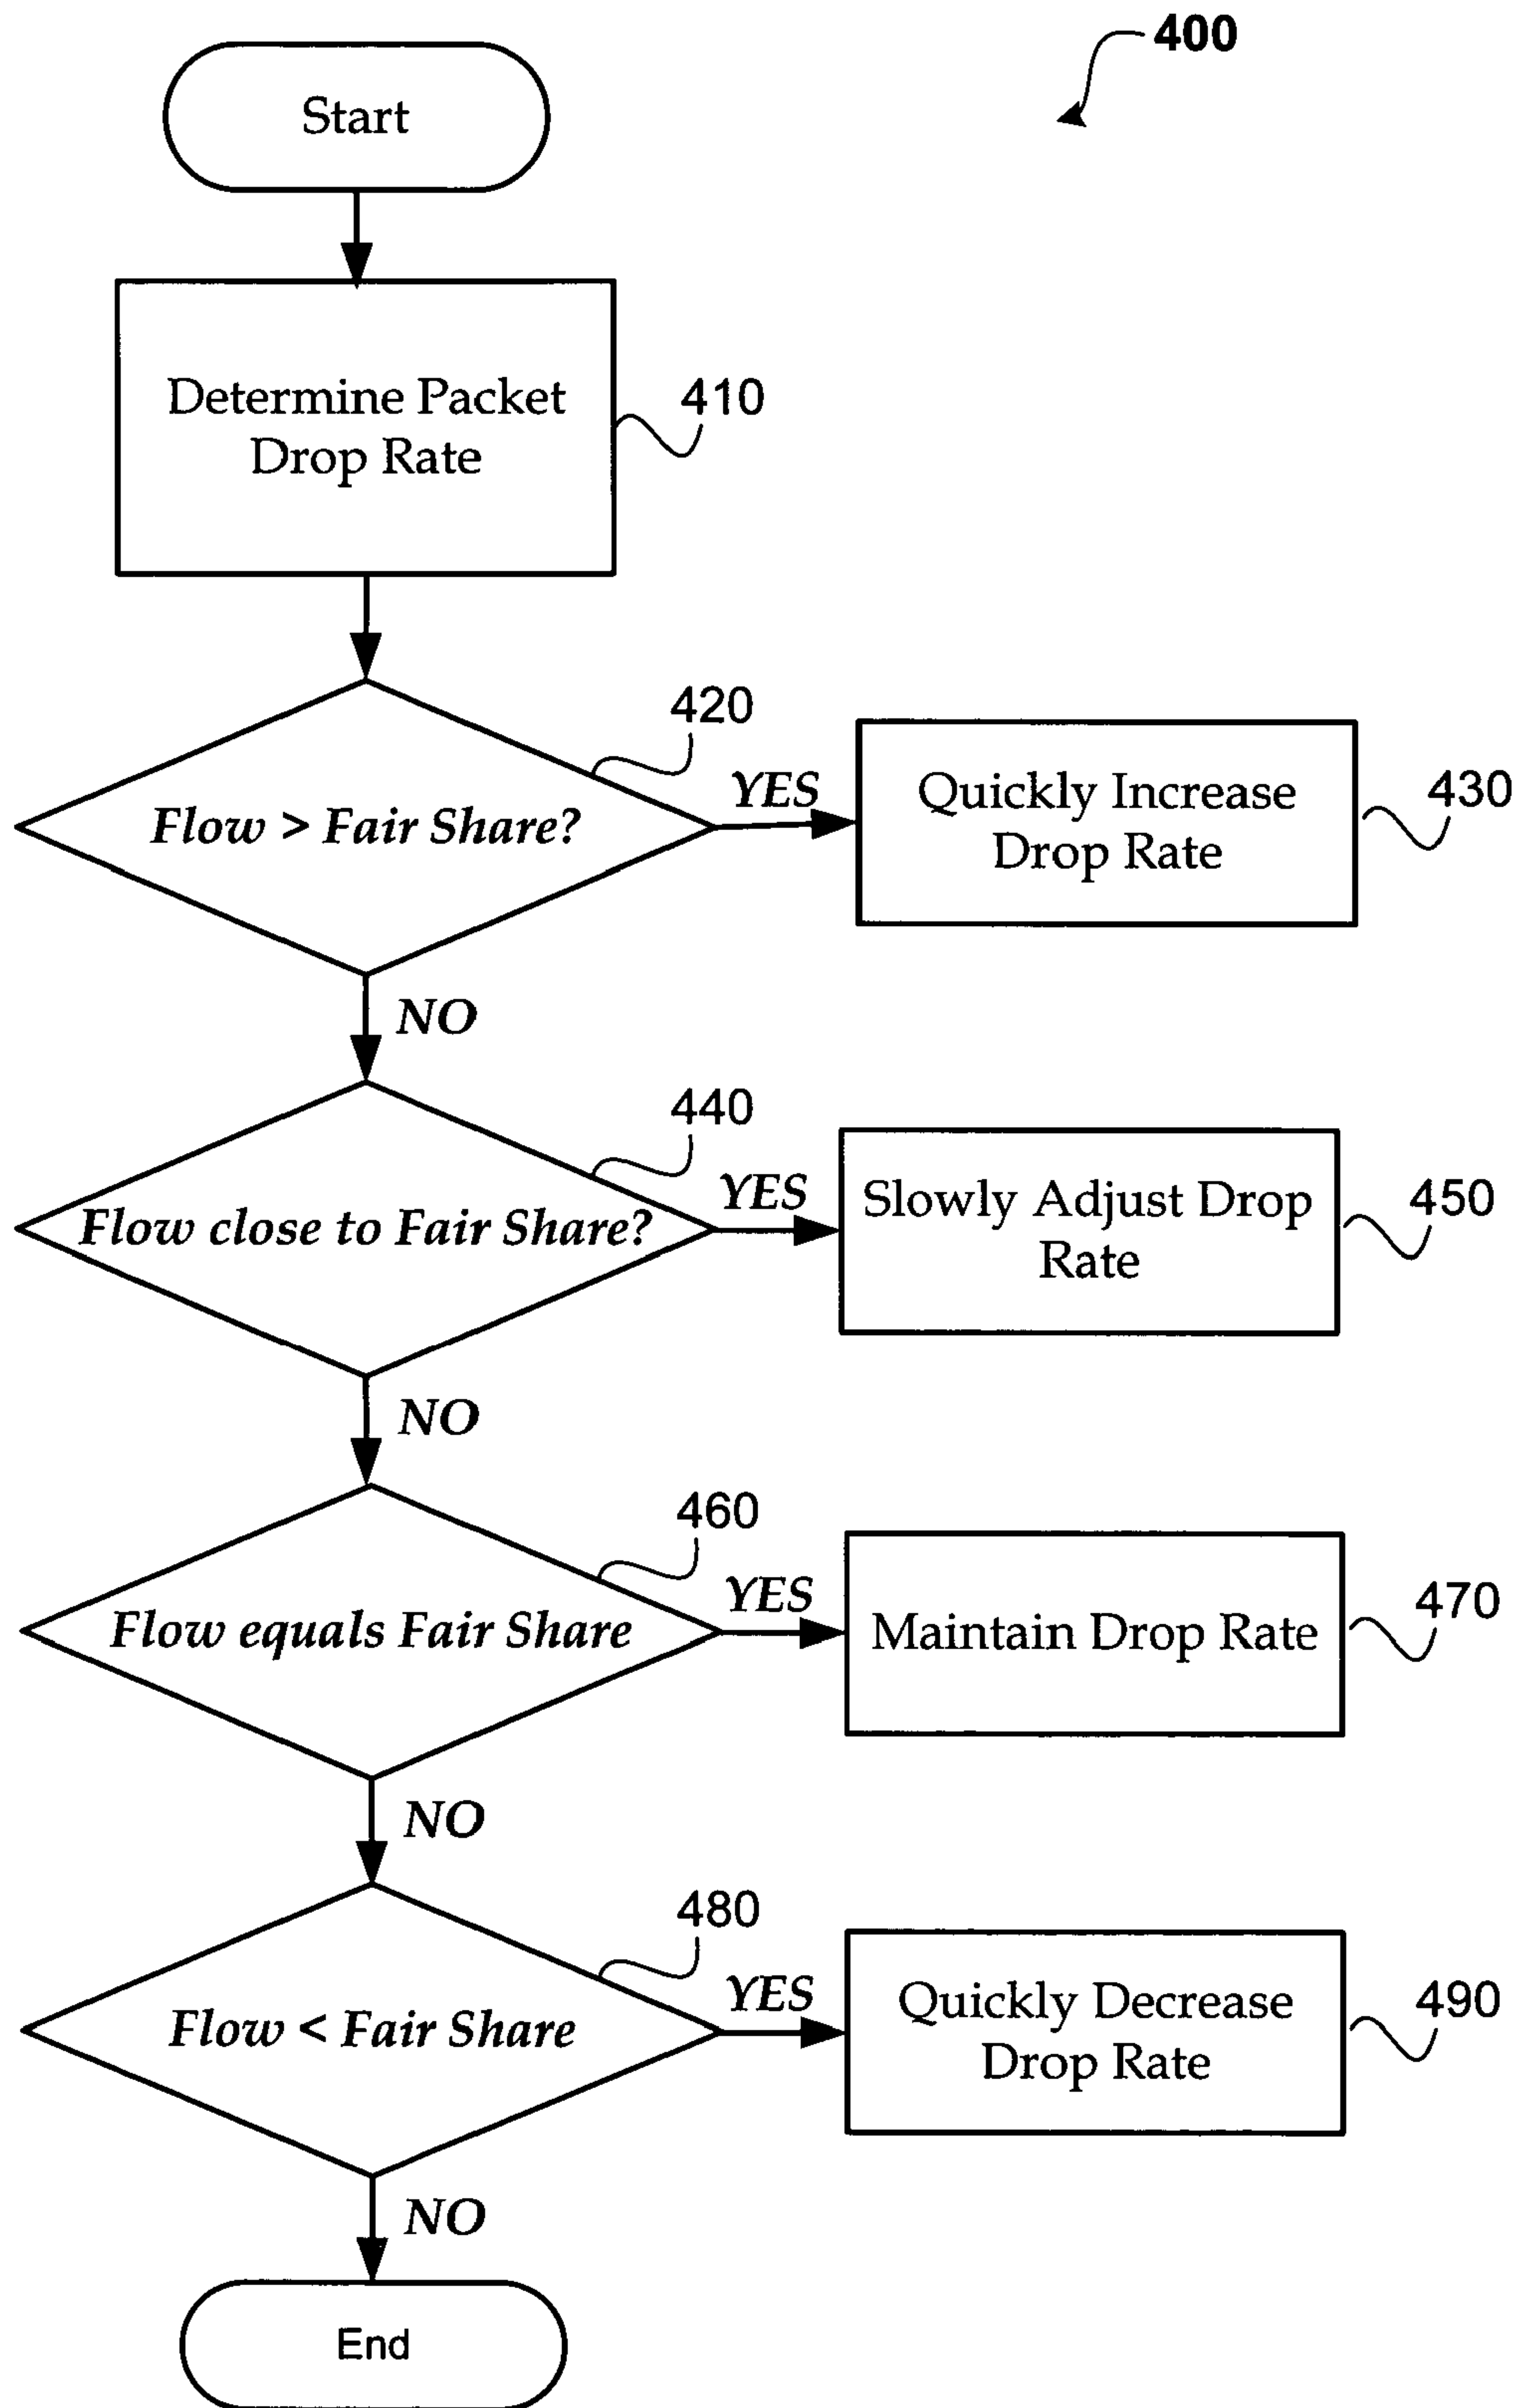 400
Start
Determine Packet
Drop Rate
410
420
Flow > Fair Share?
YES
Quickly Increase
Drop Rate
430
NO
440
Flow close to Fair Share?
YES
Slowly Adjust Drop
Rate
450
NO
460
Flow equals Fair Share
YES
Maintain Drop Rate
470
NO
480
Flow < Fair Share
YES
Quickly Decrease
Drop Rate
490
NO
End